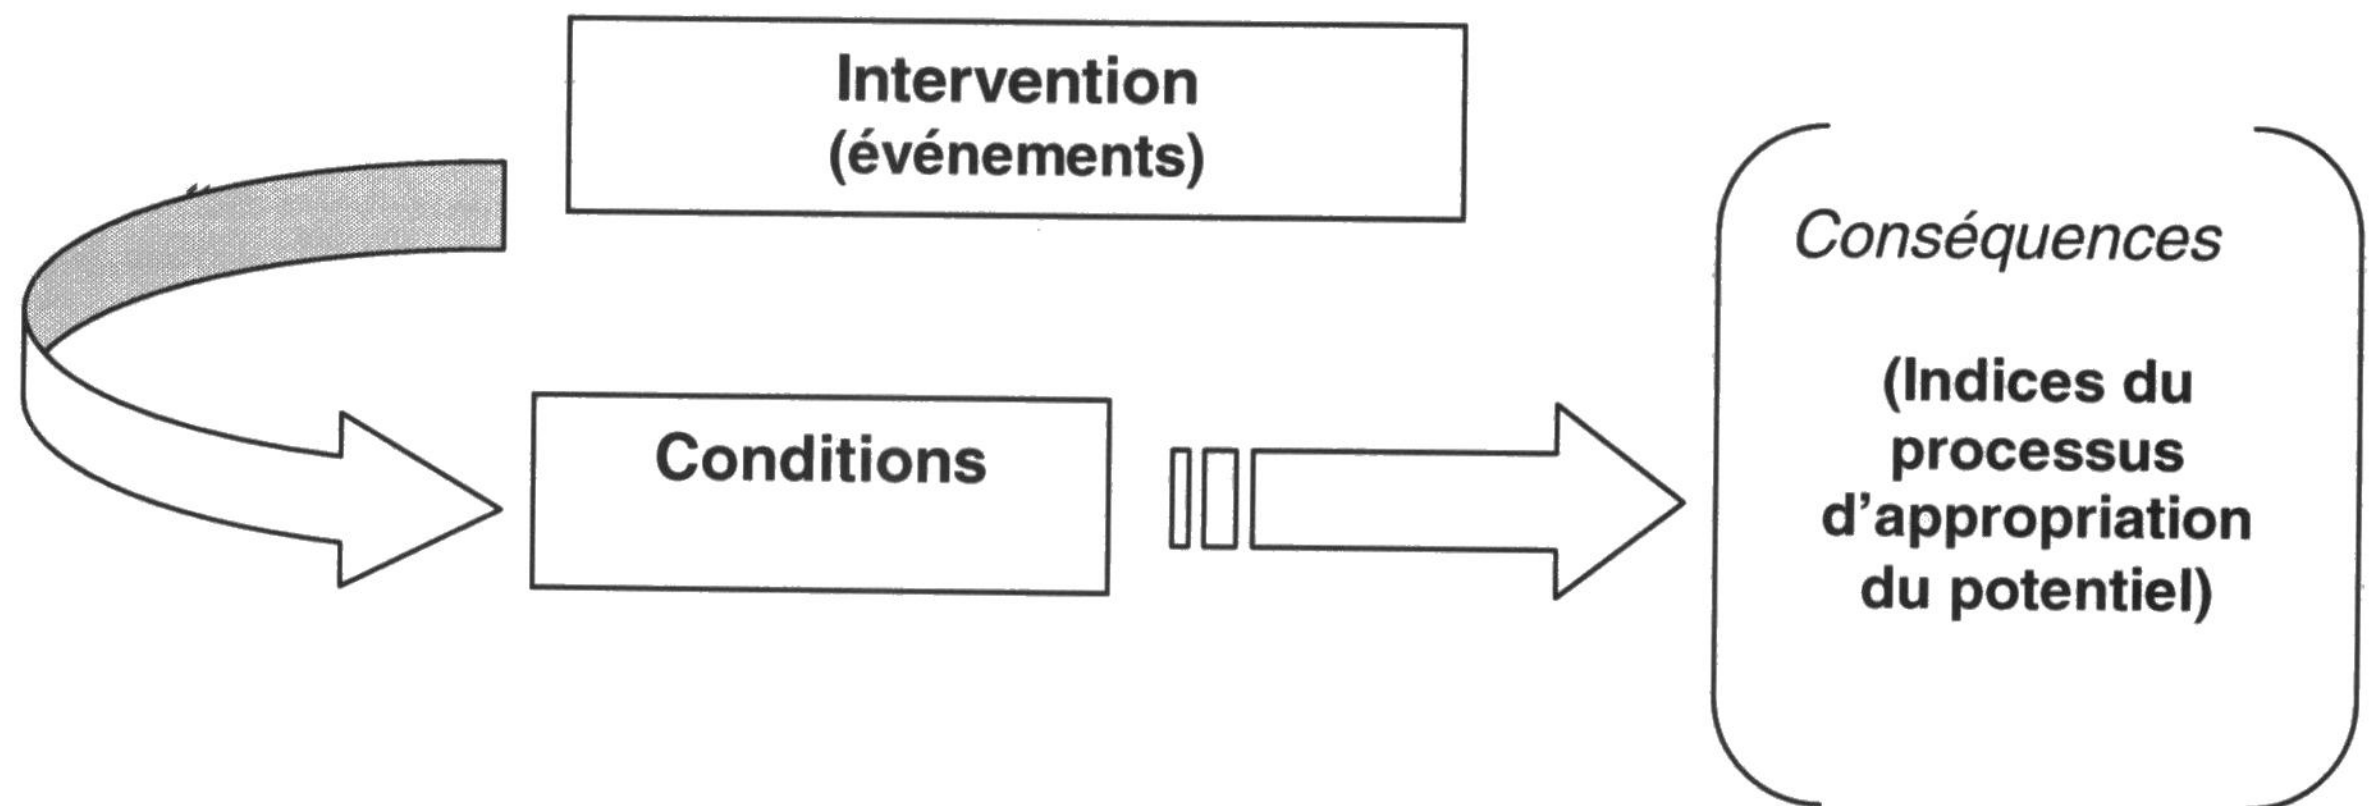 Intervention
(événements)
Conditions
Conséquences
(Indices du
processus
d'appropriation
du potentiel)